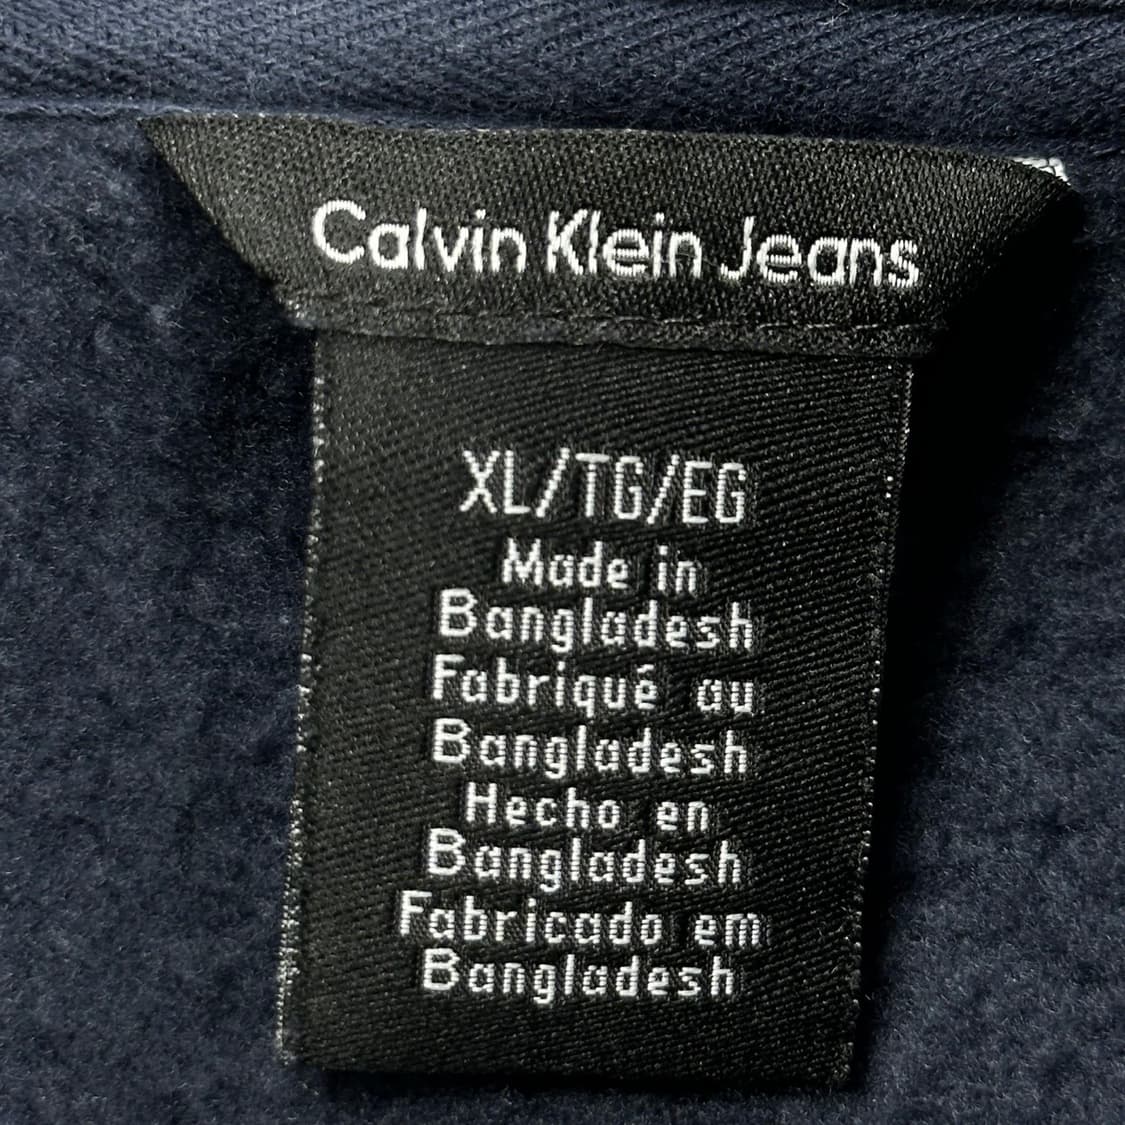 Calvin Klein Jeans
XL/TG/EG
Made in
Bangladesh
Fabriqué au
Bangladesh
Hecho en
Bangladesh
Fabricado em
Bangladesh